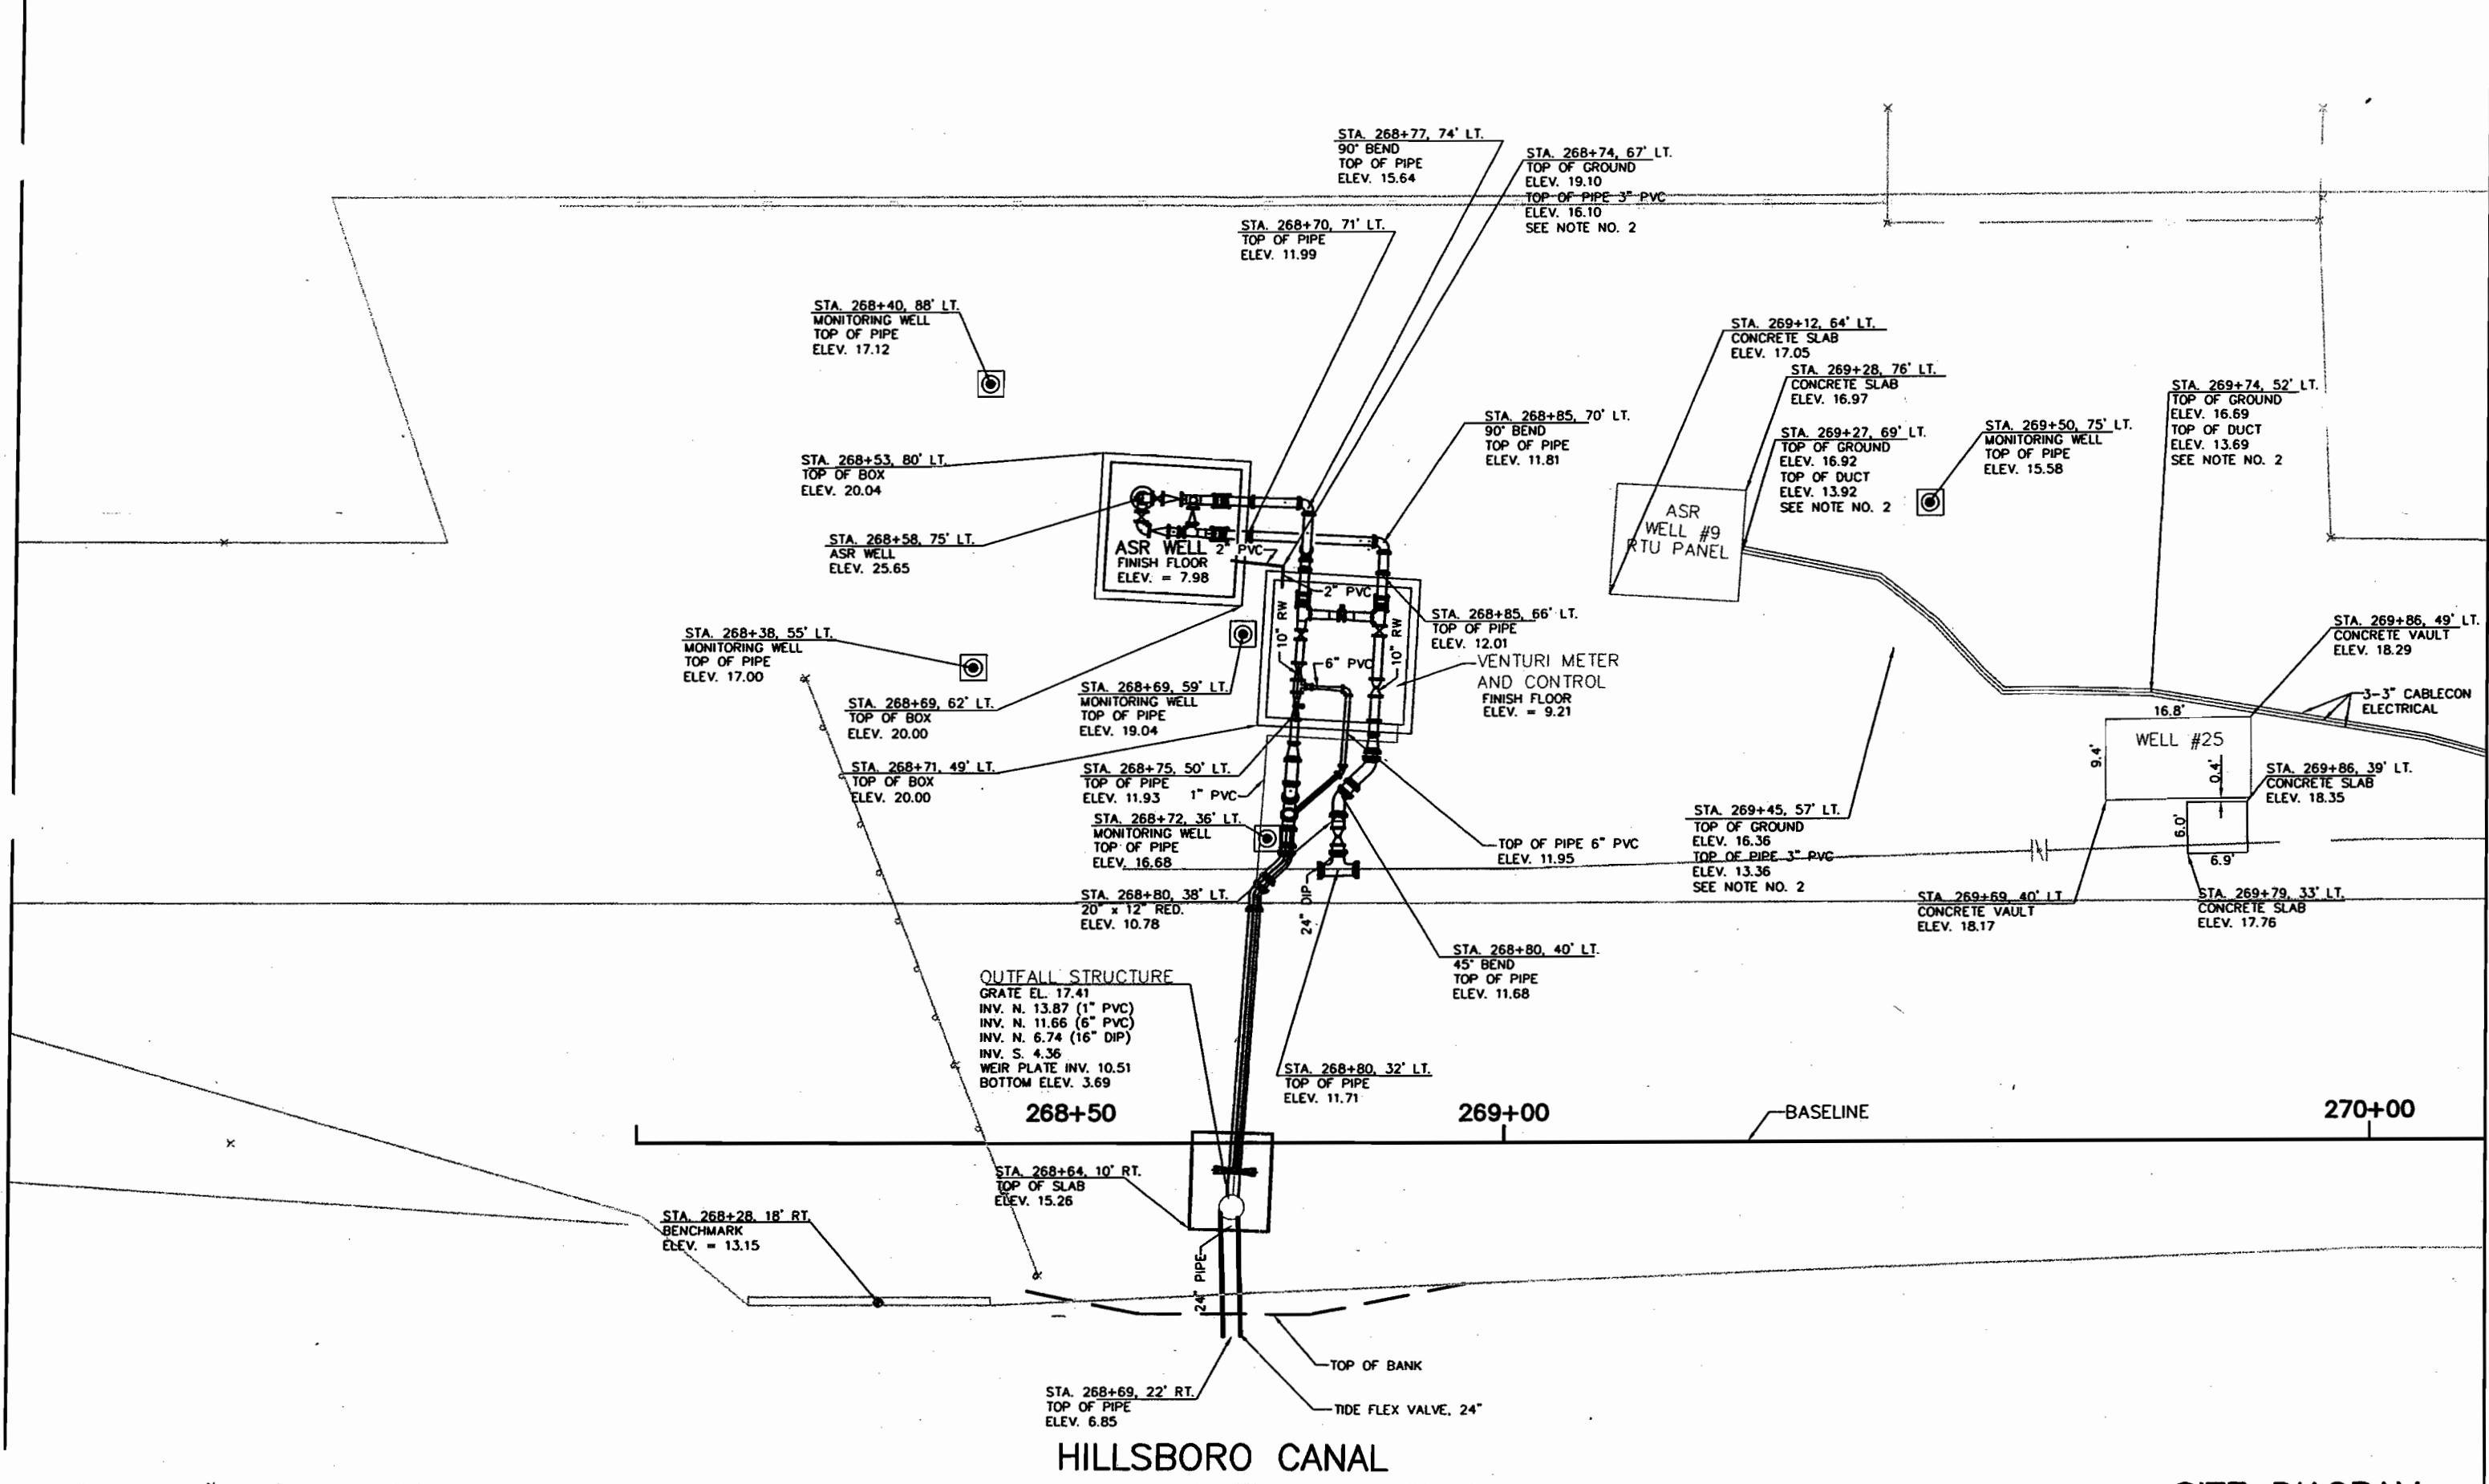 STA. 268+77, 74' LT.
90° BEND
TOP OF PIPE
ELEV. 15.64
STA. 268+74, 67' LT.
TOP OF GROUND
ELEV. 19.10
TOP OF PIPE 3" PVC
ELEV. 16.10
SEE NOTE NO. 2
STA. 268+70, 71' LT.
TOP OF PIPE
ELEV. 11.99
STA. 268+40, 88' LT.
MONITORING WELL
TOP OF PIPE
ELEV. 17.12
STA. 269+12, 64' LT.
CONCRETE SLAB
ELEV. 17.05
STA. 269+28, 76' LT.
CONCRETE SLAB
ELEV. 16.97
STA. 269+74, 52' LT.
TOP OF GROUND
ELEV. 16.69
TOP OF DUCT
ELEV. 13.69
SEE NOTE NO. 2
STA. 268+85, 70' LT.
90° BEND
TOP OF PIPE
ELEV. 11.81
STA. 269+27, 69' LT.
TOP OF GROUND
ELEV. 16.92
TOP OF DUCT
ELEV. 13.92
SEE NOTE NO. 2
STA. 269+50, 75' LT.
MONITORING WELL
TOP OF PIPE
ELEV. 15.58
STA. 268+53, 80' LT.
TOP OF BOX
ELEV. 20.04
ASR
WELL #9
RTU PANEL
STA. 268+58, 75' LT.
ASR WELL
ELEV. 25.65
ASR WELL
FINISH FLOOR
ELEV. = 7.98
2" PVC
2" PVC
10" RW
10" RW
6" PVC
STA. 268+85, 66' LT.
TOP OF PIPE
ELEV. 12.01
VENTURI METER
AND CONTROL
FINISH FLOOR
ELEV. = 9.21
STA. 269+86, 49' LT.
CONCRETE VAULT
ELEV. 18.29
STA. 268+38, 55' LT.
MONITORING WELL
TOP OF PIPE
ELEV. 17.00
STA. 268+69, 62' LT.
TOP OF BOX
ELEV. 20.00
STA. 268+69, 59' LT.
MONITORING WELL
TOP OF PIPE
ELEV. 19.04
3-3" CABLECON
ELECTRICAL
16.8'
9.4'
WELL #25
0.4'
6.0'
6.9'
STA. 268+71, 49' LT.
TOP OF BOX
ELEV. 20.00
STA. 268+75, 50' LT.
TOP OF PIPE
ELEV. 11.93
1" PVC
STA. 269+86, 39' LT.
CONCRETE SLAB
ELEV. 18.35
STA. 268+72, 36' LT.
MONITORING WELL
TOP OF PIPE
ELEV. 16.68
TOP OF PIPE 6" PVC
ELEV. 11.95
STA. 269+45, 57' LT.
TOP OF GROUND
ELEV. 16.36
TOP OF PIPE 3" PVC
ELEV. 13.36
SEE NOTE NO. 2
STA. 268+80, 38' LT.
20" x 12" RED.
ELEV. 10.78
24" DIP
STA. 269+69, 40' LT.
CONCRETE VAULT
ELEV. 18.17
STA. 269+79, 33' LT.
CONCRETE SLAB
ELEV. 17.76
STA. 268+80, 40' LT.
45° BEND
TOP OF PIPE
ELEV. 11.68
OUTFALL STRUCTURE
GRATE EL. 17.41
INV. N. 13.87 (1" PVC)
INV. N. 11.66 (6" PVC)
INV. N. 6.74 (16" DIP)
INV. S. 4.36
WEIR PLATE INV. 10.51
BOTTOM ELEV. 3.69
STA. 268+80, 32' LT.
TOP OF PIPE
ELEV. 11.71
268+50
269+00
BASELINE
270+00
STA. 268+64, 10' RT.
TOP OF SLAB
ELEV. 15.26
STA. 268+28, 18' RT.
BENCHMARK
ELEV. = 13.15
24" PIPE
TOP OF BANK
STA. 268+69, 22' RT.
TOP OF PIPE
ELEV. 6.85
TIDE FLEX VALVE, 24"
HILLSBORO CANAL